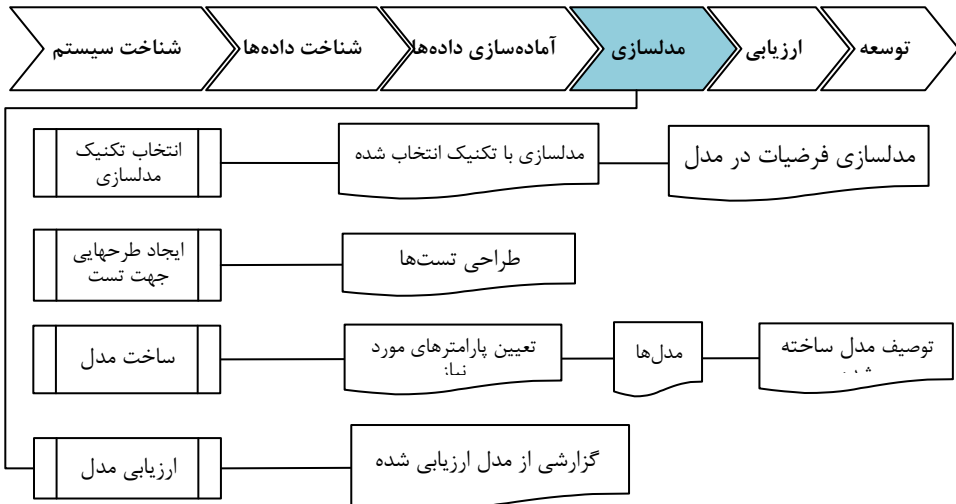 شناخت سیستم
شناخت داده‌ها
آماده‌سازی داده‌ها
مدلسازی
ارزیابی
توسعه
انتخاب تکنیک
مدلسازی
مدلسازی با تکنیک انتخاب شده
مدلسازی فرضیات در مدل
ایجاد طرحهایی
جهت تست
طراحی تست‌ها
ساخت مدل
تعیین پارامترهای مورد
نیاز
مدل‌ها
توصیف مدل ساخته
شده
ارزیابی مدل
گزارشی از مدل ارزیابی شده